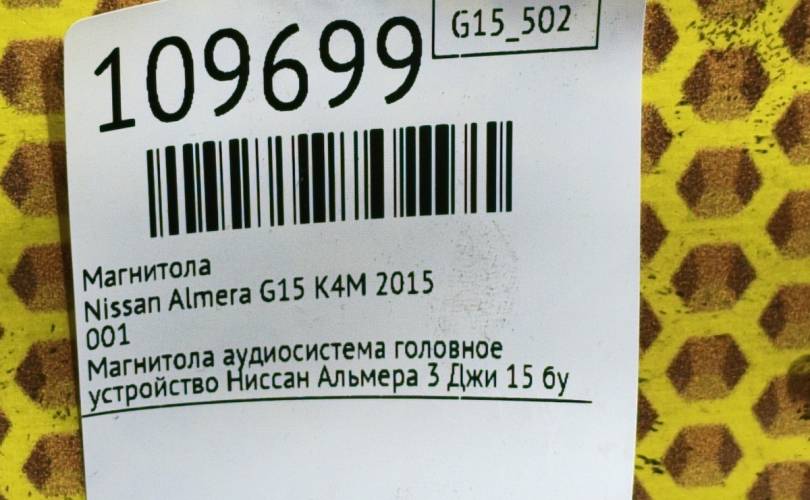 G15_502
109699
Магнитола
Nissan Almera G15 K4M 2015
001
Магнитола аудиосистема головное
устройство Ниссан Альмера 3 Джи 15 бу